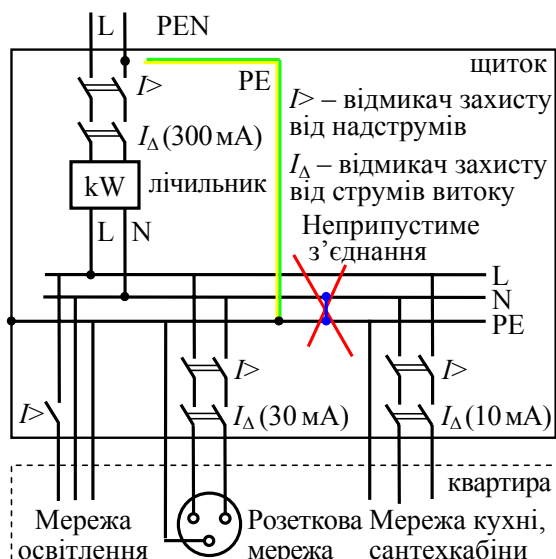 L PEN
щиток
I>
PE
I> – відмикач захисту
від надструмів
IΔ (300 мА)
IΔ – відмикач захисту
від струмів витоку
kW лічильник
L N
Неприпустиме
з’єднання
L
N
PE
I> I> I>
IΔ (30 мА) IΔ (10 мА)
квартира
Мережа
освітлення
Розеткова
мережа
Мережа кухні,
сантехкабіни